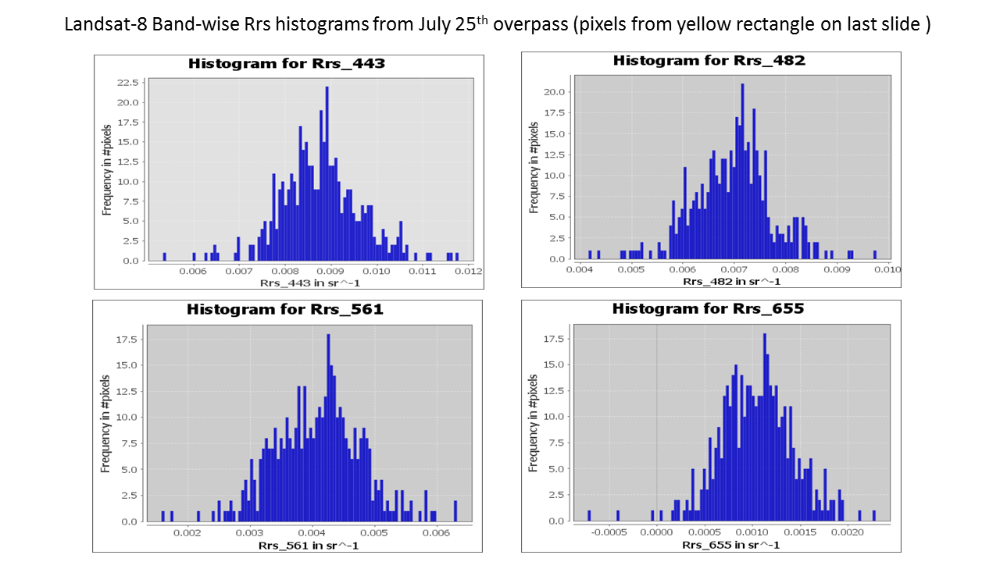 Landsat-8 Band-wise Rrs histograms from July 25th overpass (pixels from yellow rectangle on last slide )
Histogram for Rrs_443
22.5
20.0
17.5
15.0
12.5
10.0
7.5
5.0
2.5
0.0
Frequency in #pixels
0.006 0.007 0.008 0.009 0.010 0.011 0.012
Rrs_443 in sr^-1
Histogram for Rrs_482
20.0
17.5
15.0
12.5
10.0
7.5
5.0
2.5
0.0
Frequency in #pixels
0.004 0.005 0.006 0.007 0.008 0.009 0.010
Rrs_482 in sr^-1
Histogram for Rrs_561
17.5
15.0
12.5
10.0
7.5
5.0
2.5
0.0
Frequency in #pixels
0.002 0.003 0.004 0.005 0.006
Rrs_561 in sr^-1
Histogram for Rrs_655
17.5
15.0
12.5
10.0
7.5
5.0
2.5
0.0
Frequency in #pixels
-0.0005 0.0000 0.0005 0.0010 0.0015 0.0020
Rrs_655 in sr^-1